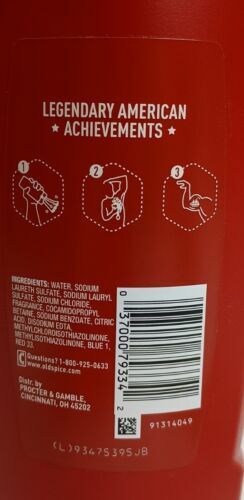 LEGENDARY AMERICAN
★ ACHIEVEMENTS ★
1 2 3
INGREDIENTS: WATER, SODIUM
LAURETH SULFATE, SODIUM LAURYL
SULFATE, SODIUM CHLORIDE,
FRAGRANCE, COCAMIDOPROPYL
BETAINE, SODIUM BENZOATE, CITRIC
ACID, DISODIUM EDTA,
METHYLCHLOROISOTHIAZOLINONE,
METHYLISOTHIAZOLINONE, BLUE 1,
RED 33.
Questions? 1-800-925-0633
www.oldspice.com
Distr. by
PROCTER & GAMBLE,
CINCINNATI, OH 45202
0 37000 79334 2
91314049
(L)93475395JB